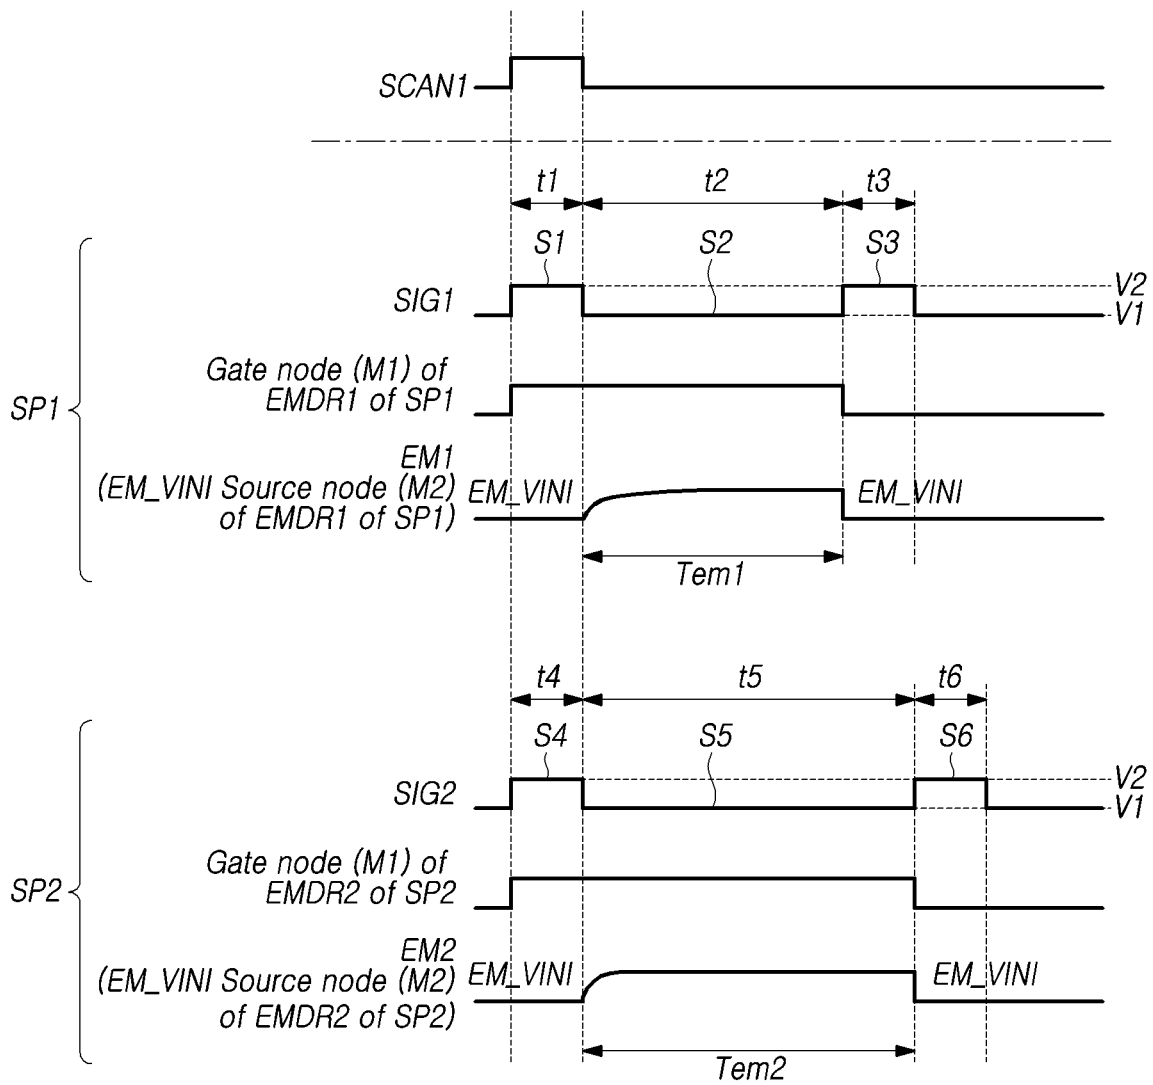 SCAN1
t1
t2
t3
S1
S2
S3
SIG1
V2
V1
Gate node (M1) of
EMDR1 of SP1
SP1
EM1
(EM_VINI Source node (M2)
of EMDR1 of SP1)
EM_VINI
EM_VINI
Tem1
t4
t5
t6
S4
S5
S6
SIG2
V2
V1
Gate node (M1) of
EMDR2 of SP2
SP2
EM2
(EM_VINI Source node (M2)
of EMDR2 of SP2)
EM_VINI
EM_VINI
Tem2